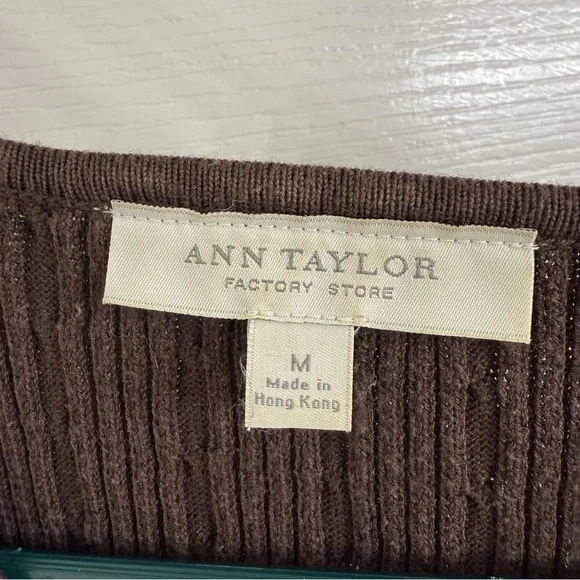 ANN TAYLOR
FACTORY STORE
M
Made in
Hong Kong